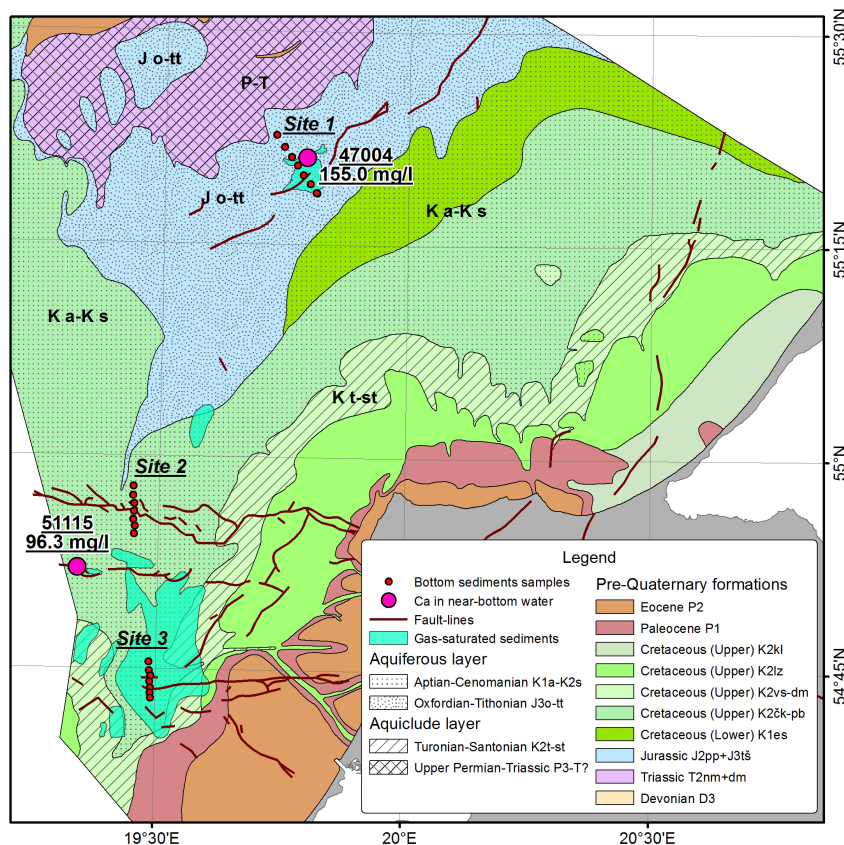 55°30'N
J o-tt
P-T
Site 1
47004
155.0 mg/l
J o-tt
K a-K s
55°15'N
K a-K s
K t-st
Site 2
55°N
51115
96.3 mg/l
Site 3
54°45'N
Legend
Bottom sediments samples
Ca in near-bottom water
Fault-lines
Gas-saturated sediments
Aquiferous layer
Aptian-Cenomanian K1a-K2s
Oxfordian-Tithonian J3o-tt
Aquiclude layer
Turonian-Santonian K2t-st
Upper Permian-Triassic P3-T?
Pre-Quaternary formations
Eocene P2
Paleocene P1
Cretaceous (Upper) K2kl
Cretaceous (Upper) K2lz
Cretaceous (Upper) K2vs-dm
Cretaceous (Upper) K2čk-pb
Cretaceous (Lower) K1es
Jurassic J2pp+J3tš
Triassic T2nm+dm
Devonian D3
19°30'E
20°E
20°30'E